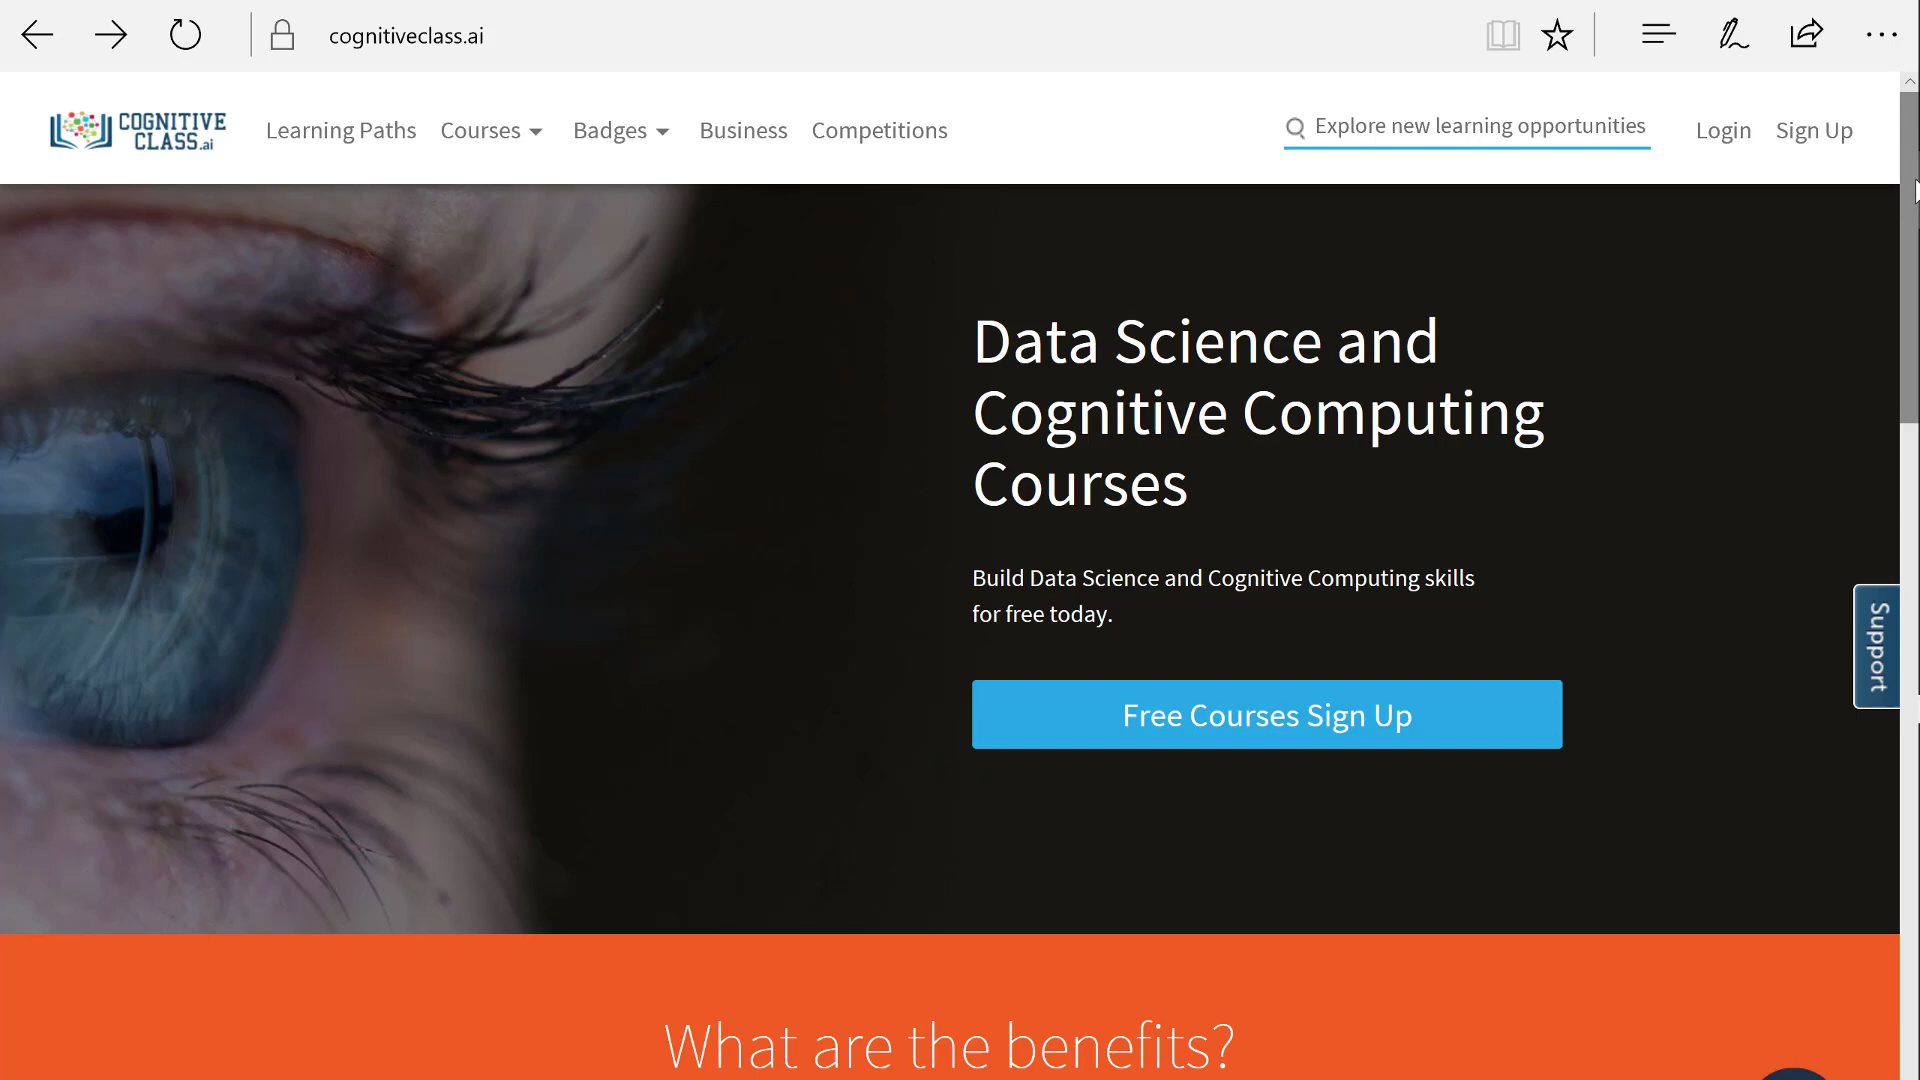 cognitiveclass.ai
COGNITIVE
CLASS.ai
Learning Paths Courses Badges Business Competitions
Explore new learning opportunities
Login Sign Up
Data Science and
Cognitive Computing
Courses
Build Data Science and Cognitive Computing skills
for free today.
Support
Free Courses Sign Up
What are the benefits?